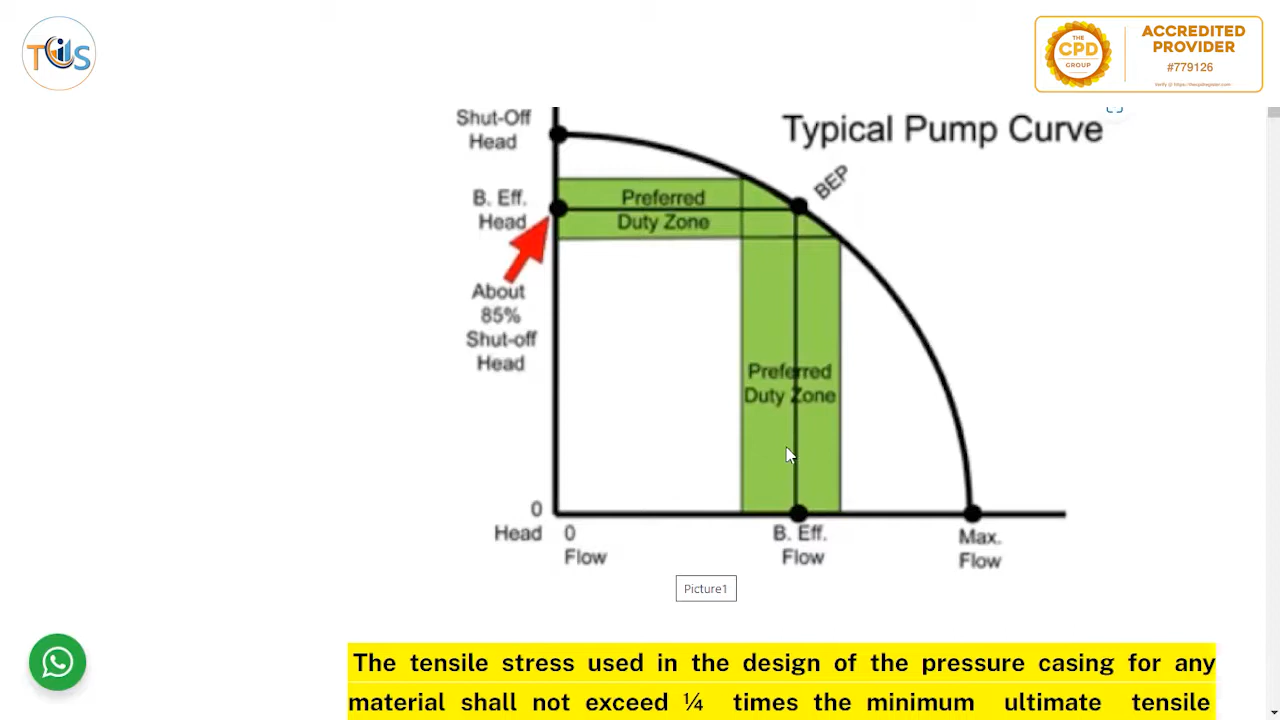 TGILS
THE
CPD
GROUP
ACCREDITED
PROVIDER
#779126
Typical Pump Curve
Shut-Off
Head
BEP
B. Eff.
Head
Preferred
Duty Zone
About
85%
Shut-off
Head
Preferred
Duty Zone
0
Head
0
Flow
B. Eff.
Flow
Max.
Flow
Picture1
The tensile stress used in the design of the pressure casing for any
material shall not exceed ¼ times the minimum ultimate tensile